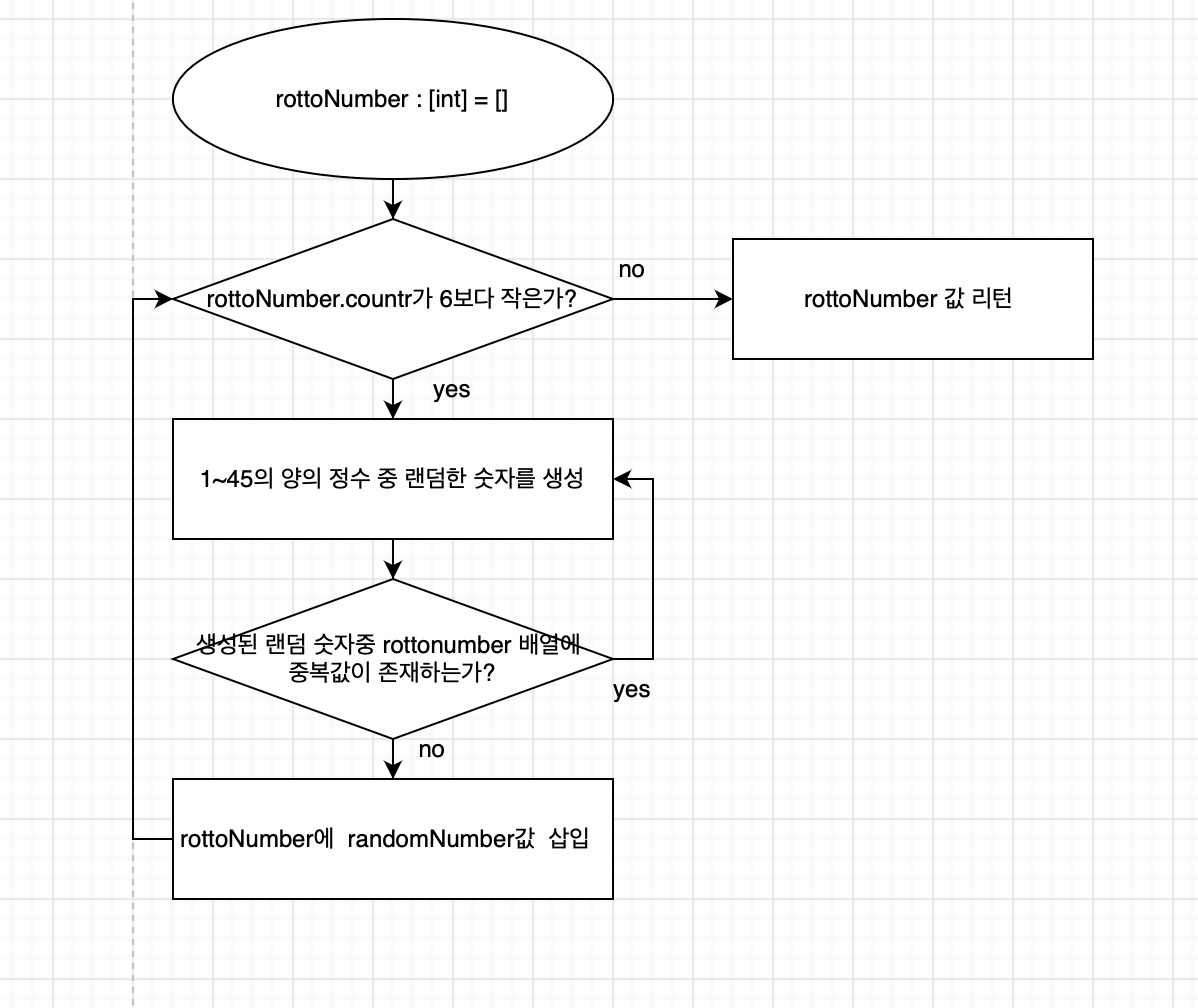 rottoNumber : [int] = []
rottoNumber.countr가 6보다 작은가?
no
rottoNumber 값 리턴
yes
1~45의 양의 정수 중 랜덤한 숫자를 생성
생성된 랜덤 숫자중 rottonumber 배열에
중복값이 존재하는가?
yes
no
rottoNumber에 randomNumber값 삽입